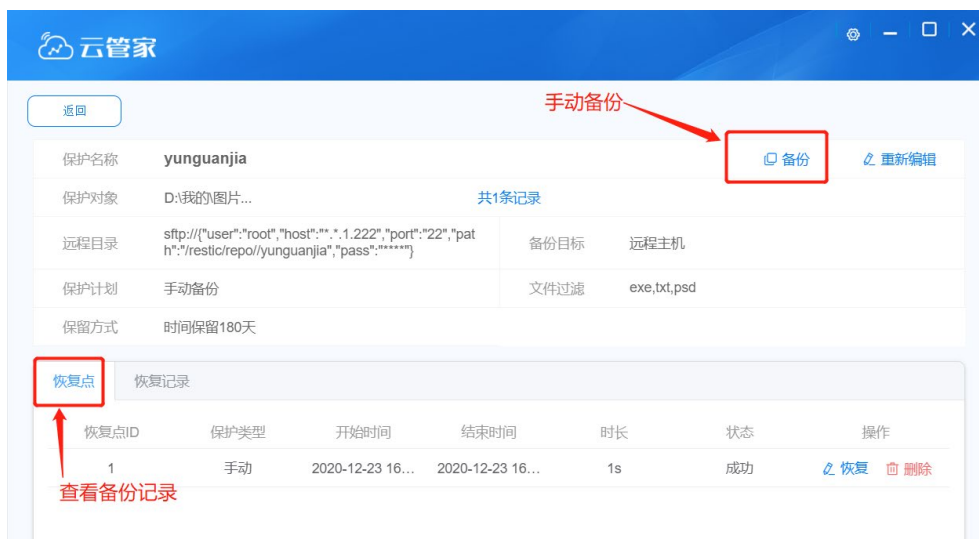 云管家
返回
手动备份
保护名称 yunguanjia 备份 重新编辑
保护对象 D:\我的\图片... 共1条记录
远程目录 sftp://{"user":"root","host":"*.*.1.222","port":"22","pat
h":"/restic/repo//yunguanjia","pass":"****"} 备份目标 远程主机
保护计划 手动备份 文件过滤 exe,txt,psd
保留方式 时间保留180天
恢复点 恢复记录
恢复点ID 保护类型 开始时间 结束时间 时长 状态 操作
1 手动 2020-12-23 16... 2020-12-23 16... 1s 成功 恢复 删除
查看备份记录